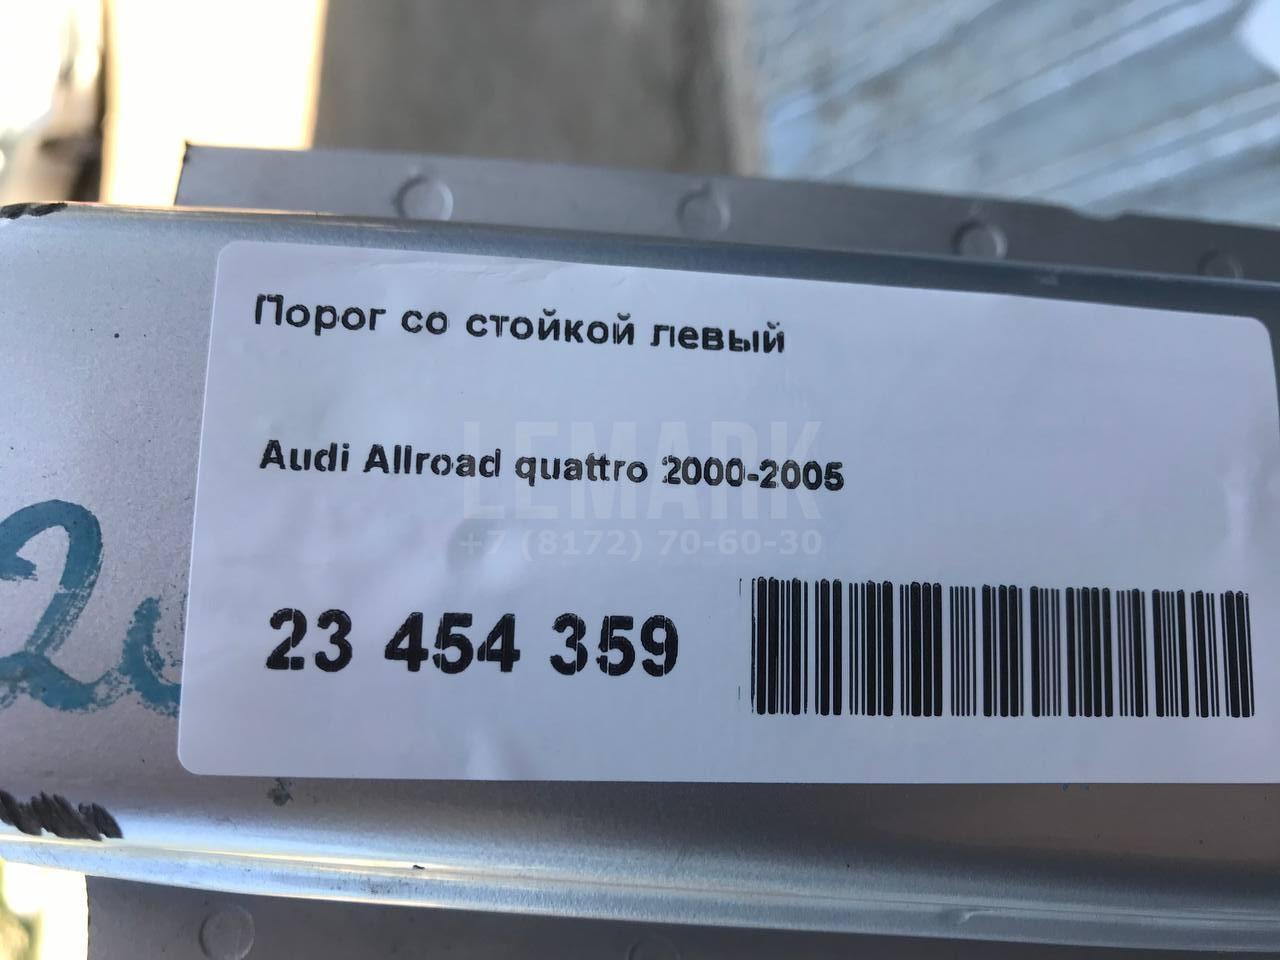 Порог со стойкой левый
Audi Allroad quattro 2000-2005
LEMARK
+7 (8172) 70-60-30
23 454 359